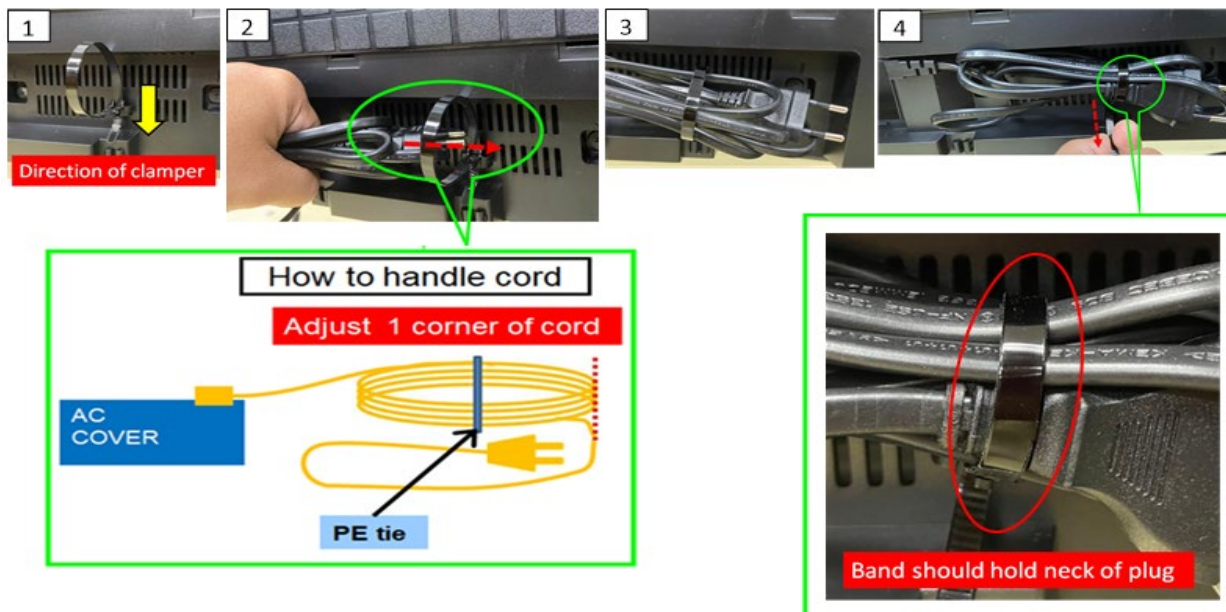 1
2
3
4
Direction of clamper
How to handle cord
Adjust 1 corner of cord
AC
COVER
PE tie
Band should hold neck of plug